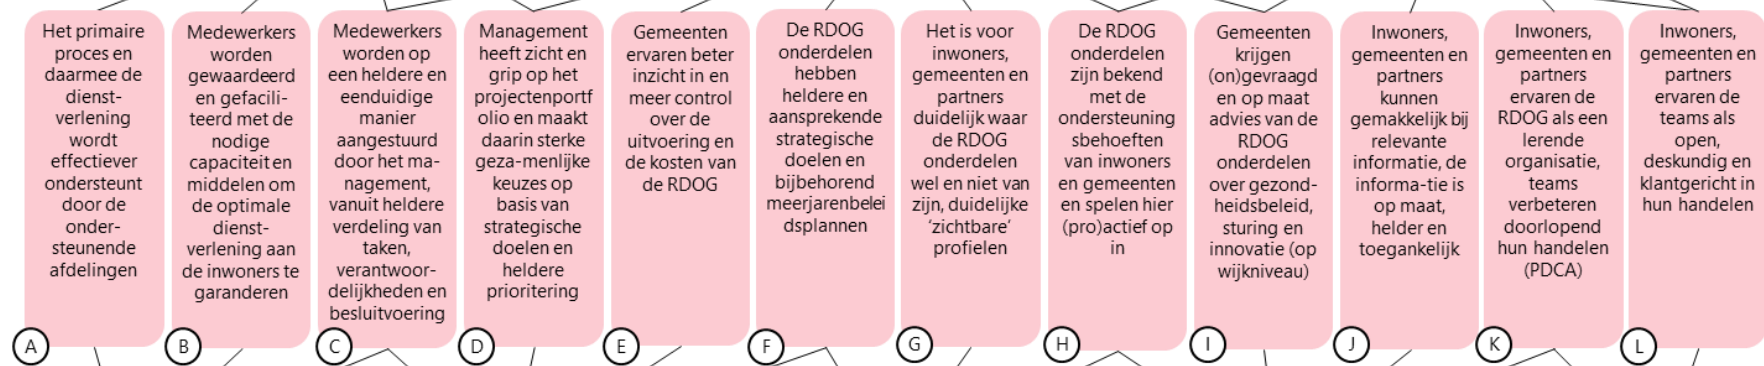 Het primaire
proces en
daarmee de
dienst-
verlening
wordt
effectiever
ondersteunt
door de
onder-
steunende
afdelingen
A
Medewerkers
worden
gewaardeerd
en gefacili-
teerd met de
nodige
capaciteit en
middelen om
de optimale
dienst-
verlening aan
de inwoners te
garanderen
B
Medewerkers
worden op
een heldere en
eenduidige
manier
aangestuurd
door het ma-
nagement,
vanuit heldere
verdeling van
taken,
verantwoor-
delijkheden en
besluitvoering
C
Management
heeft zicht en
grip op het
projectenportf
olio en maakt
daarin sterke
geza-menlijke
keuzes op
basis van
strategische
doelen en
heldere
prioritering
D
Gemeenten
ervaren beter
inzicht in en
meer control
over de
uitvoering en
de kosten van
de RDOG
E
De RDOG
onderdelen
hebben
heldere en
aansprekende
strategische
doelen en
bijbehorend
meerjarenbelei
dsplannen
F
Het is voor
inwoners,
gemeenten en
partners
duidelijk waar
de RDOG
onderdelen
wel en niet van
zijn, duidelijke
‘zichtbare’
profielen
G
De RDOG
onderdelen
zijn bekend
met de
ondersteuning
sbehoeften
van inwoners
en gemeenten
en spelen hier
(pro)actief op
in
H
Gemeenten
krijgen
(on)gevraagd
en op maat
advies van de
RDOG
onderdelen
over gezond-
heidsbeleid,
sturing en
innovatie (op
wijkniveau)
I
Inwoners,
gemeenten en
partners
kunnen
gemakkelijk bij
relevante
informatie, de
informa-tie is
op maat,
helder en
toegankelijk
J
Inwoners,
gemeenten en
partners
ervaren de
RDOG als een
lerende
organisatie,
teams
verbeteren
doorlopend
hun handelen
(PDCA)
K
Inwoners,
gemeenten en
partners
ervaren de
teams als
open,
deskundig en
klantgericht in
hun handelen
L